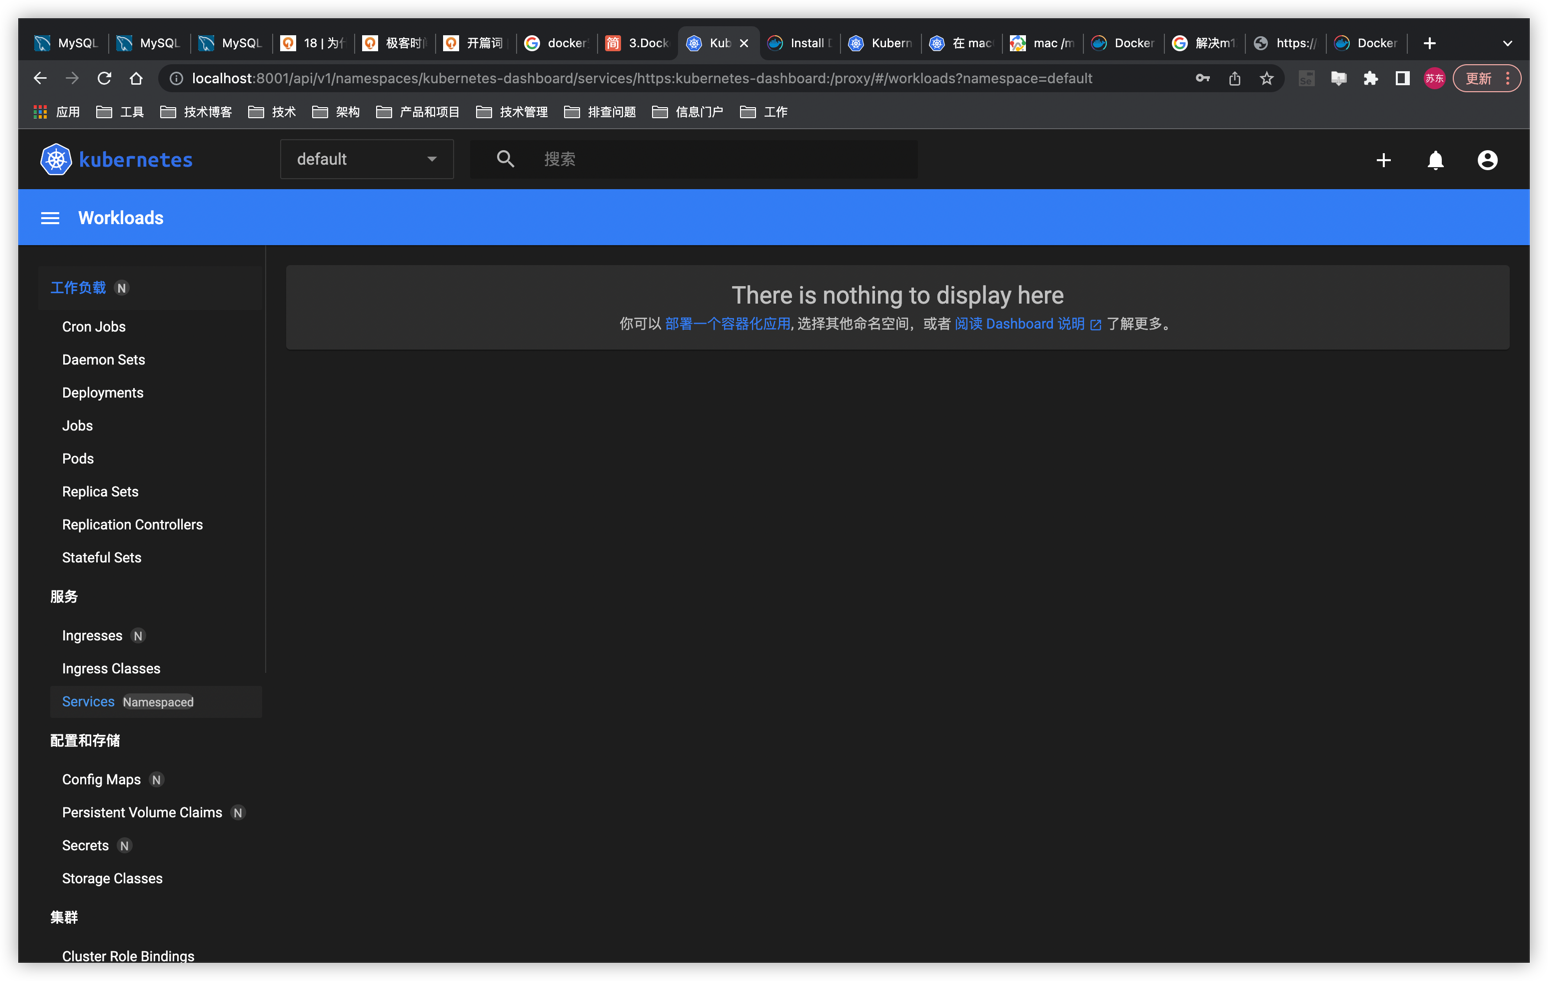 MySQL
MySQL
MySQL
18 | 为什
极客时间
开篇词
docker
3.Dock
Kub
Install
Kubern
在 mac
mac /m
Docker
解决m1
https://
Docker
localhost:8001/api/v1/namespaces/kubernetes-dashboard/services/https:kubernetes-dashboard:/proxy/#/workloads?namespace=default
苏东
更新
应用 工具 技术博客 技术 架构 产品和项目 技术管理 排查问题 信息门户 工作
kubernetes
default
搜索
Workloads
工作负载 N
There is nothing to display here
你可以 部署一个容器化应用, 选择其他命名空间，或者 阅读 Dashboard 说明 了解更多。
Cron Jobs
Daemon Sets
Deployments
Jobs
Pods
Replica Sets
Replication Controllers
Stateful Sets
服务
Ingresses N
Ingress Classes
Services Namespaced
配置和存储
Config Maps N
Persistent Volume Claims N
Secrets N
Storage Classes
集群
Cluster Role Bindings